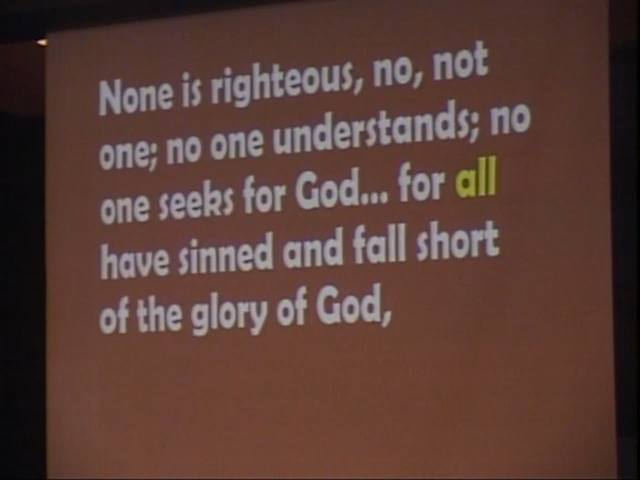 None is righteous, no, not
one; no one understands; no
one seeks for God... for all
have sinned and fall short
of the glory of God,